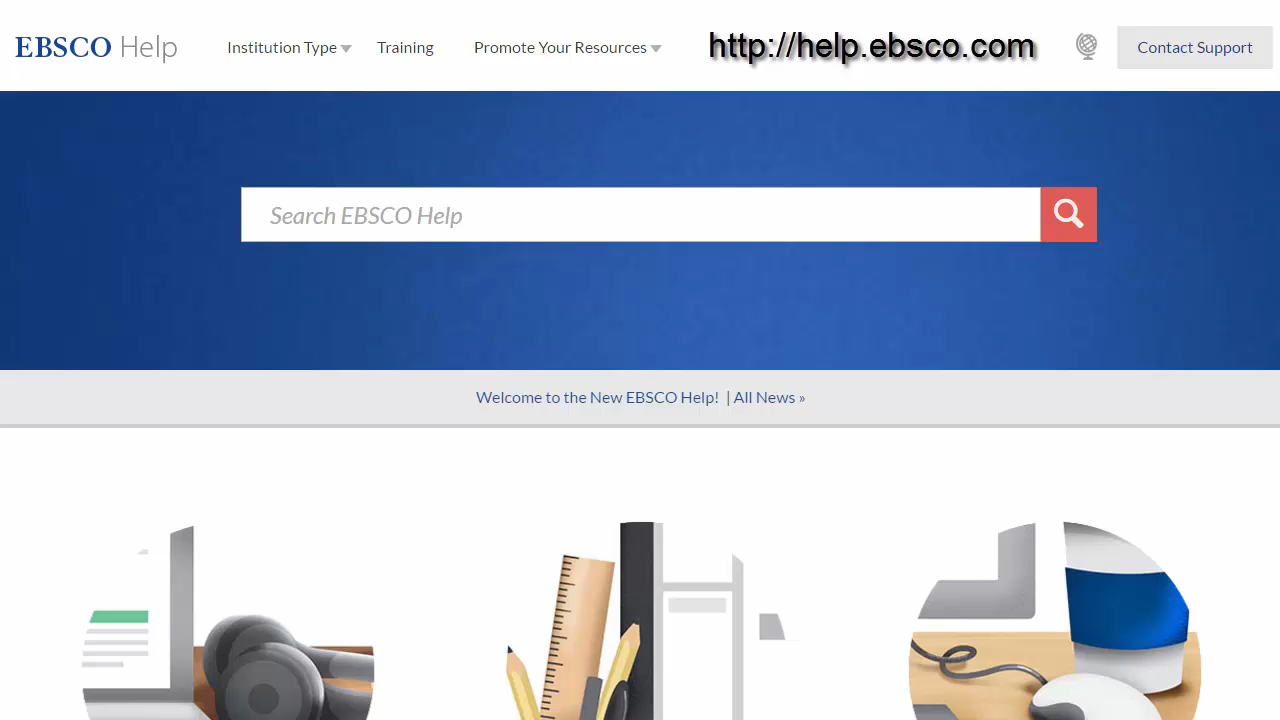 EBSCO Help
Institution Type
Training
Promote Your Resources
http://help.ebsco.com
Contact Support
Search EBSCO Help
Welcome to the New EBSCO Help! | All News »